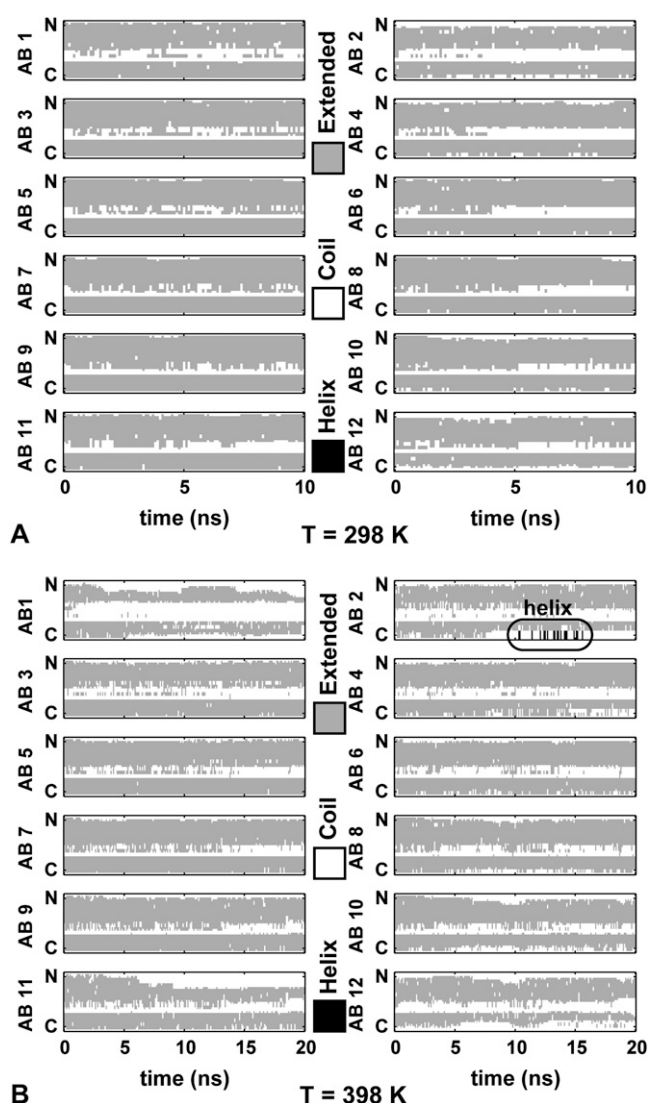 N
AB 1
C
N
AB 2
C
N
AB 3
C
Extended
N
AB 4
C
N
AB 5
C
N
AB 6
C
N
AB 7
C
Coil
N
AB 8
C
N
AB 9
C
N
AB 10
C
N
AB 11
C
Helix
N
AB 12
C
0 5 10
0 5 10
time (ns)
time (ns)
A
T = 298 K
N
AB1
C
N
AB 2
C
helix
N
AB 3
C
Extended
N
AB 4
C
N
AB 5
C
N
AB 6
C
N
AB 7
C
Coil
N
AB 8
C
N
AB 9
C
N
AB 10
C
N
AB 11
C
Helix
N
AB 12
C
0 5 10 15 20
0 5 10 15 20
time (ns)
time (ns)
B
T = 398 K